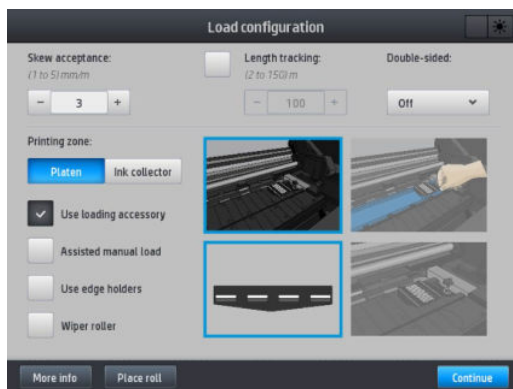 Load configuration
Skew acceptance:
(1 to 5) mm/m
Length tracking:
(2 to 150) m
Double-sided:
− 3 +
− 100 +
Off
Printing zone:
Platen
Ink collector
Use loading accessory
Assisted manual load
Use edge holders
Wiper roller
More info
Place roll
Continue